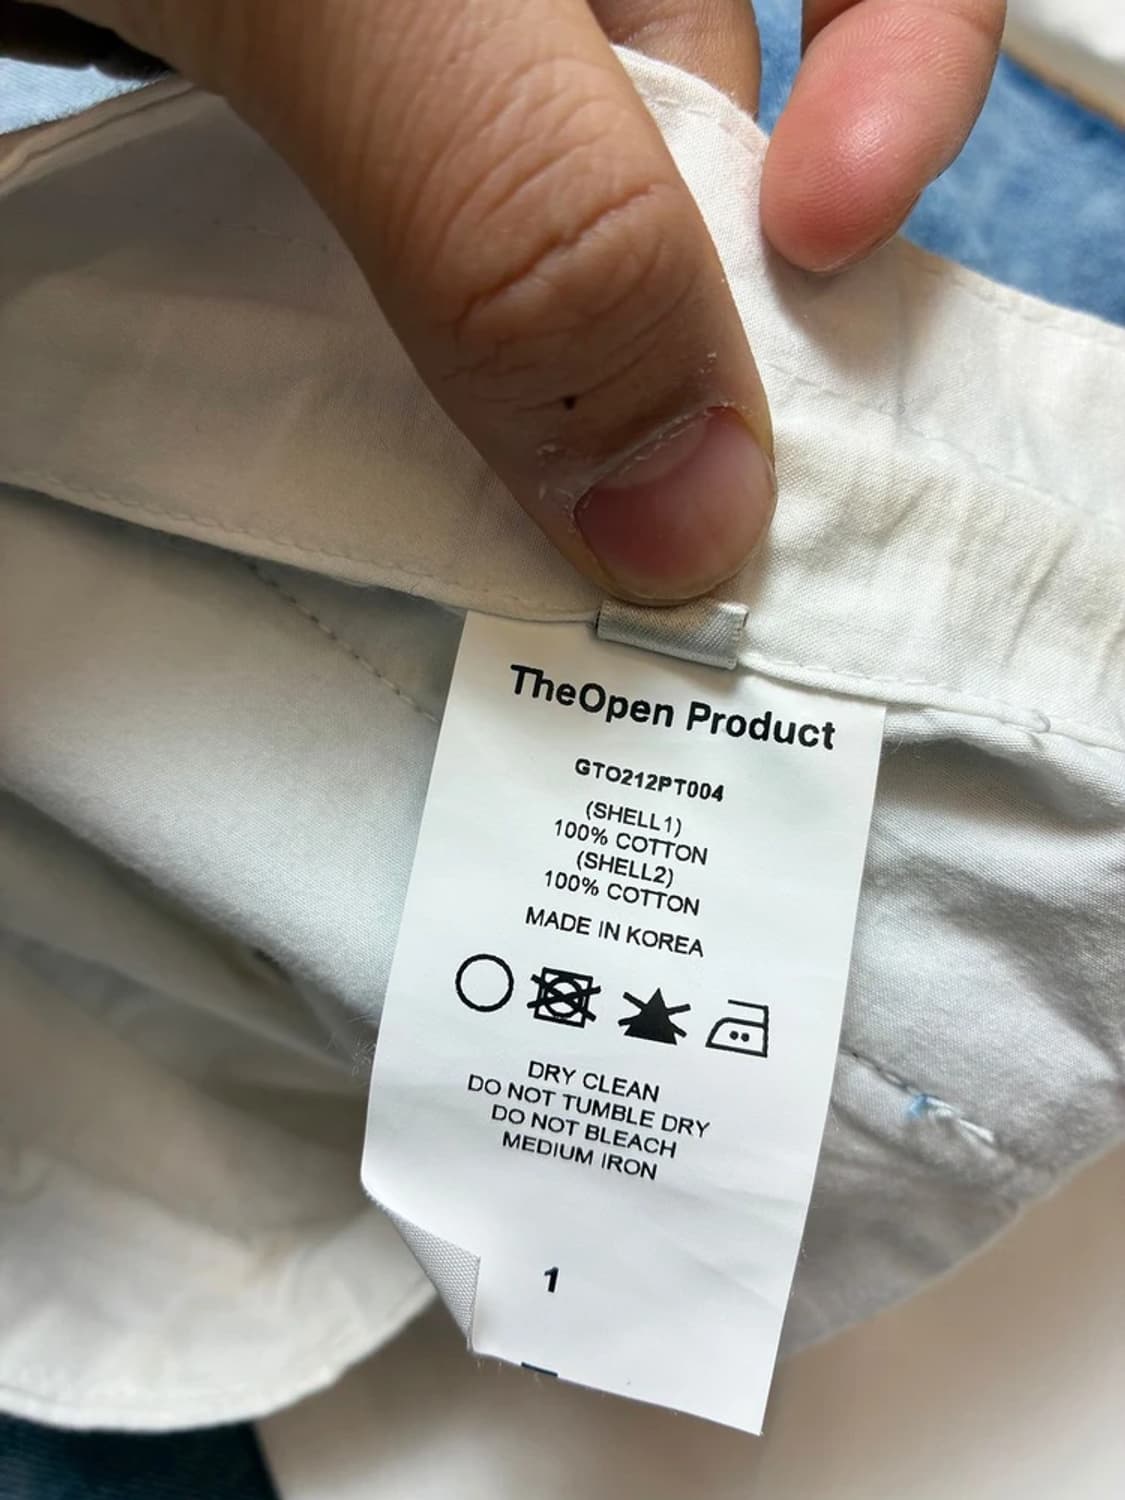 TheOpen Product
GTO212PT004
(SHELL1)
100% COTTON
(SHELL2)
100% COTTON
MADE IN KOREA
DRY CLEAN
DO NOT TUMBLE DRY
DO NOT BLEACH
MEDIUM IRON
1